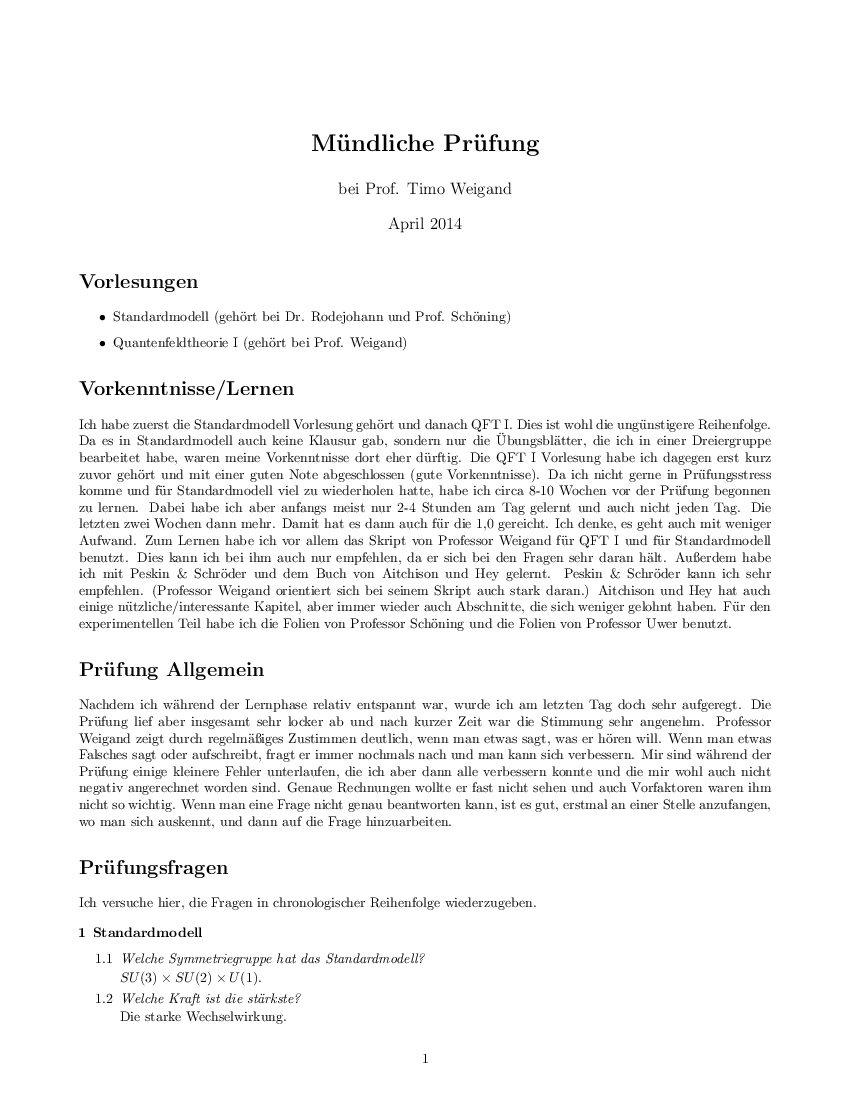 Mündliche Prüfung
bei Prof. Timo Weigand
April 2014
Vorlesungen
• Standardmodell (gehört bei Dr. Rodejohann und Prof. Schöning)
• Quantenfeldtheorie I (gehört bei Prof. Weigand)
Vorkenntnisse/Lernen
Ich habe zuerst die Standardmodell Vorlesung gehört und danach QFT I. Dies ist wohl die ungünstigere Reihenfolge.
Da es in Standardmodell auch keine Klausur gab, sondern nur die Übungsblätter, die ich in einer Dreiergruppe
bearbeitet habe, waren meine Vorkenntnisse dort eher dürftig. Die QFT I Vorlesung habe ich dagegen erst kurz
zuvor gehört und mit einer guten Note abgeschlossen (gute Vorkenntnisse). Da ich nicht gerne in Prüfungsstress
komme und für Standardmodell viel zu wiederholen hatte, habe ich circa 8-10 Wochen vor der Prüfung begonnen
zu lernen. Dabei habe ich aber anfangs meist nur 2-4 Stunden am Tag gelernt und auch nicht jeden Tag. Die
letzten zwei Wochen dann mehr. Damit hat es dann auch für die 1,0 gereicht. Ich denke, es geht auch mit weniger
Aufwand. Zum Lernen habe ich vor allem das Skript von Professor Weigand für QFT I und für Standardmodell
benutzt. Dies kann ich bei ihm auch nur empfehlen, da er sich bei den Fragen sehr daran hält. Außerdem habe
ich mit Peskin & Schröder und dem Buch von Aitchison und Hey gelernt. Peskin & Schröder kann ich sehr
empfehlen. (Professor Weigand orientiert sich bei seinem Skript auch stark daran.) Aitchison und Hey hat auch
einige nützliche/interessante Kapitel, aber immer wieder auch Abschnitte, die sich weniger gelohnt haben. Für den
experimentellen Teil habe ich die Folien von Professor Schöning und die Folien von Professor Uwer benutzt.
Prüfung Allgemein
Nachdem ich während der Lernphase relativ entspannt war, wurde ich am letzten Tag doch sehr aufgeregt. Die
Prüfung lief aber insgesamt sehr locker ab und nach kurzer Zeit war die Stimmung sehr angenehm. Professor
Weigand zeigt durch regelmäßiges Zustimmen deutlich, wenn man etwas sagt, was er hören will. Wenn man etwas
Falsches sagt oder aufschreibt, fragt er immer nochmals nach und man kann sich verbessern. Mir sind während der
Prüfung einige kleinere Fehler unterlaufen, die ich aber dann alle verbessern konnte und die mir wohl auch nicht
negativ angerechnet worden sind. Genaue Rechnungen wollte er fast nicht sehen und auch Vorfaktoren waren ihm
nicht so wichtig. Wenn man eine Frage nicht genau beantworten kann, ist es gut, erstmal an einer Stelle anzufangen,
wo man sich auskennt, und dann auf die Frage hinzuarbeiten.
Prüfungsfragen
Ich versuche hier, die Fragen in chronologischer Reihenfolge wiederzugeben.
1 Standardmodell
1.1 Welche Symmetriegruppe hat das Standardmodell?
SU(3) × SU(2) × U(1).
1.2 Welche Kraft ist die stärkste?
Die starke Wechselwirkung.
1